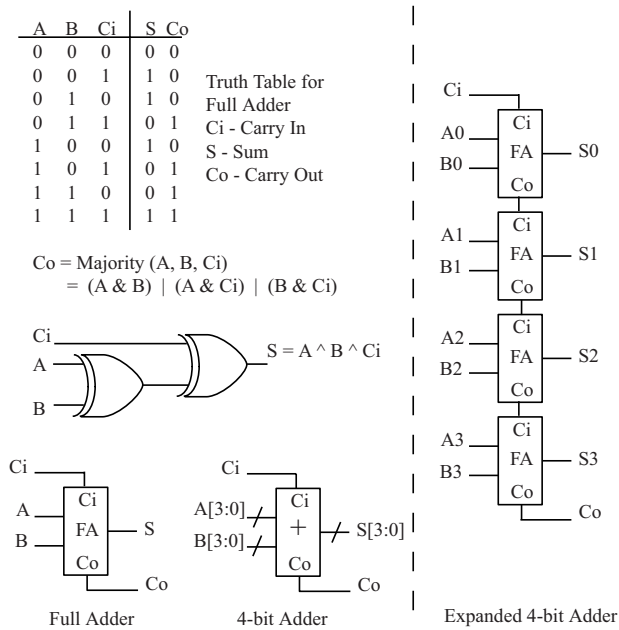 A B Ci S Co
0 0 0 0 0
0 0 1 1 0
0 1 0 1 0
0 1 1 0 1
1 0 0 1 0
1 0 1 0 1
1 1 0 0 1
1 1 1 1 1
Truth Table for
Full Adder
Ci - Carry In
S - Sum
Co - Carry Out
Co = Majority (A, B, Ci)
= (A & B) | (A & Ci) | (B & Ci)
Ci
A
B
S = A ^ B ^ Ci
Ci
A
B
Ci
FA
Co
S
Co
Full Adder
Ci
A[3:0]
B[3:0]
Ci
+
Co
S[3:0]
Co
4-bit Adder
Ci
A0
B0
Ci
FA
Co
S0
A1
B1
Ci
FA
Co
S1
A2
B2
Ci
FA
Co
S2
A3
B3
Ci
FA
Co
S3
Co
Expanded 4-bit Adder